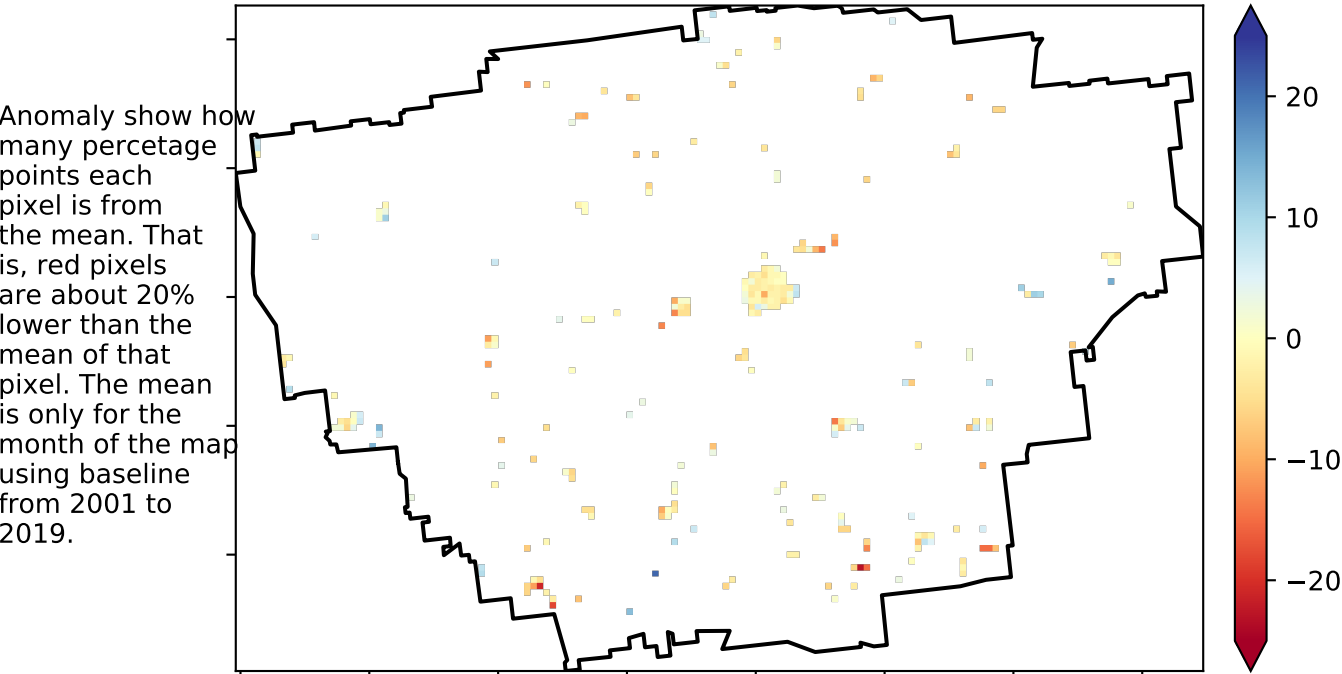 Anomaly show how
many percetage
points each
pixel is from
the mean. That
is, red pixels
are about 20%
lower than the
mean of that
pixel. The mean
is only for the
month of the map
using baseline
from 2001 to
2019.
20
10
0
−10
−20